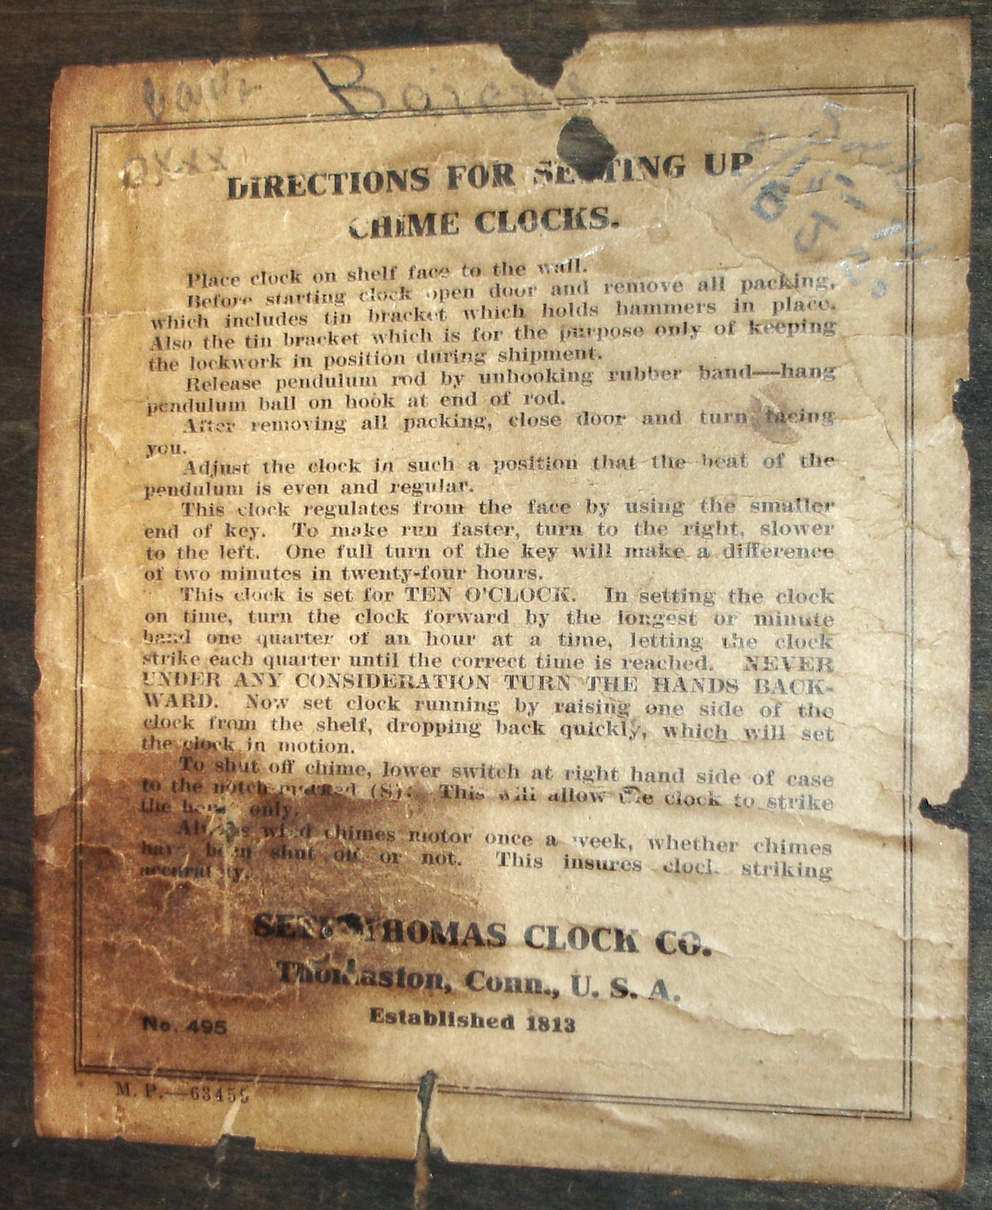 DIRECTIONS FOR SETTING UP
CHIME CLOCKS.
Place clock on shelf face to the wall.
Before starting clock open door and remove all packing,
which includes tin bracket which holds hammers in place.
Also the tin bracket which is for the purpose only of keeping
the lockwork in position during shipment.
Release pendulum rod by unhooking rubber band—hang
pendulum ball on hook at end of rod.
After removing all packing, close door and turn facing
you.
Adjust the clock in such a position that the beat of the
pendulum is even and regular.
This clock regulates from the face by using the smaller
end of key. To make run faster, turn to the right, slower
to the left. One full turn of the key will make a difference
of two minutes in twenty-four hours.
This clock is set for TEN O'CLOCK. In setting the clock
on time, turn the clock forward by the longest or minute
hand one quarter of an hour at a time, letting the clock
strike each quarter until the correct time is reached. NEVER
UNDER ANY CONSIDERATION TURN THE HANDS BACK-
WARD. Now set clock running by raising one side of the
clock from the shelf, dropping back quickly, which will set
the clock in motion.
To shut off chime, lower switch at right hand side of case
to the notch marked (S). This will allow the clock to strike
the hour only.
Always wind chimes motor once a week, whether chimes
have been shut off or not. This insures clock striking
accurately.
SETH THOMAS CLOCK CO.
Thomaston, Conn., U. S. A.
Established 1813
No. 495
M. P.—63459